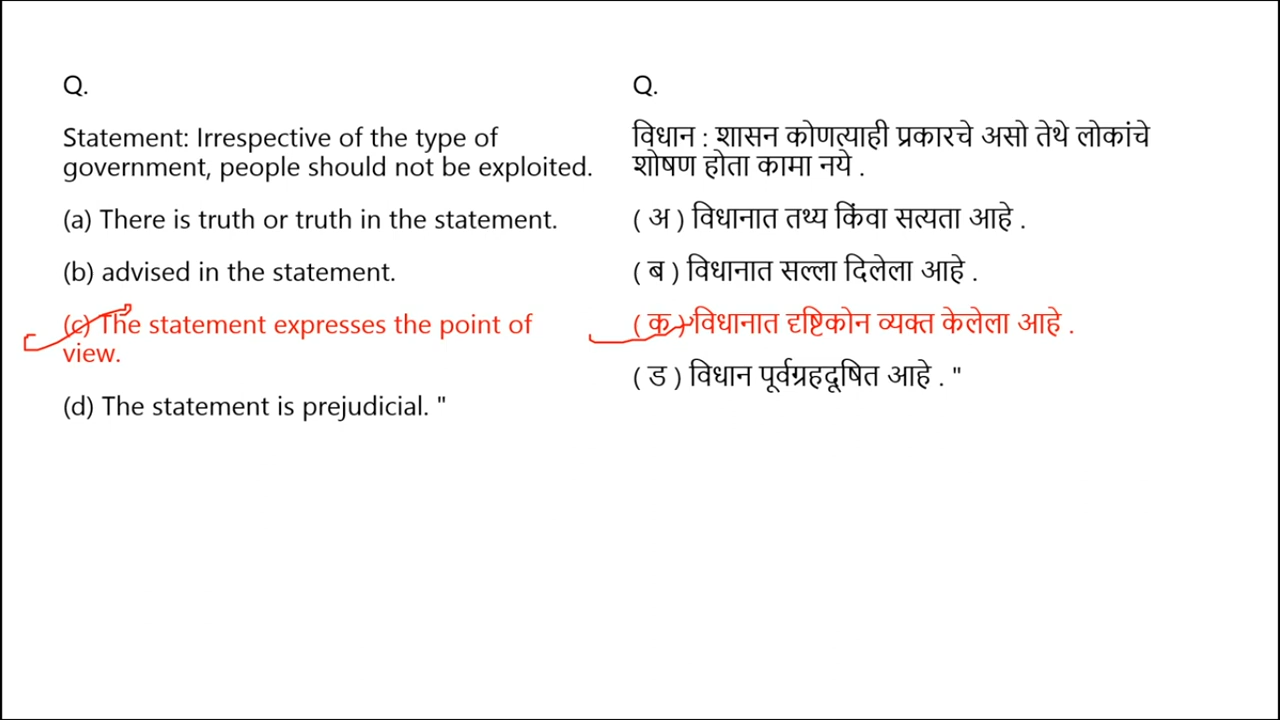 Q.
Statement: Irrespective of the type of
government, people should not be exploited.
(a) There is truth or truth in the statement.
(b) advised in the statement.
(c) The statement expresses the point of
view.
(d) The statement is prejudicial. "
Q.
विधान : शासन कोणत्याही प्रकारचे असो तेथे लोकांचे
शोषण होता कामा नये .
( अ ) विधानात तथ्य किंवा सत्यता आहे .
( ब ) विधानात सल्ला दिलेला आहे .
( क ) विधानात दृष्टिकोन व्यक्त केलेला आहे .
( ड ) विधान पूर्वग्रहदूषित आहे . "